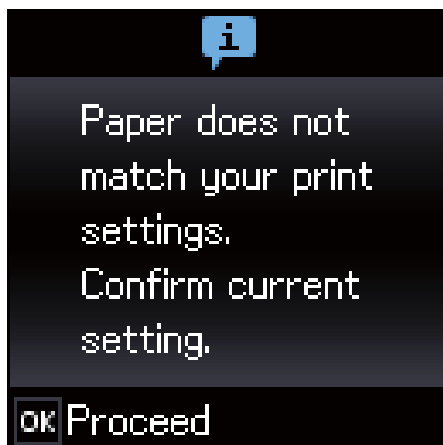 i
Paper does not
match your print
settings.
Confirm current
setting.
OK Proceed